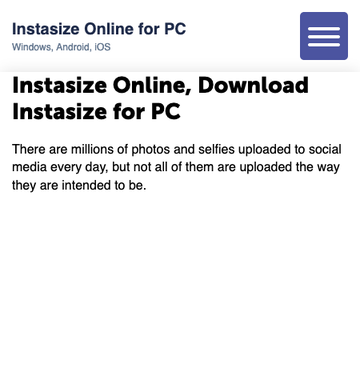 Instasize Online for PC
Windows, Android, iOS
Instasize Online, Download
Instasize for PC
There are millions of photos and selfies uploaded to social
media every day, but not all of them are uploaded the way
they are intended to be.